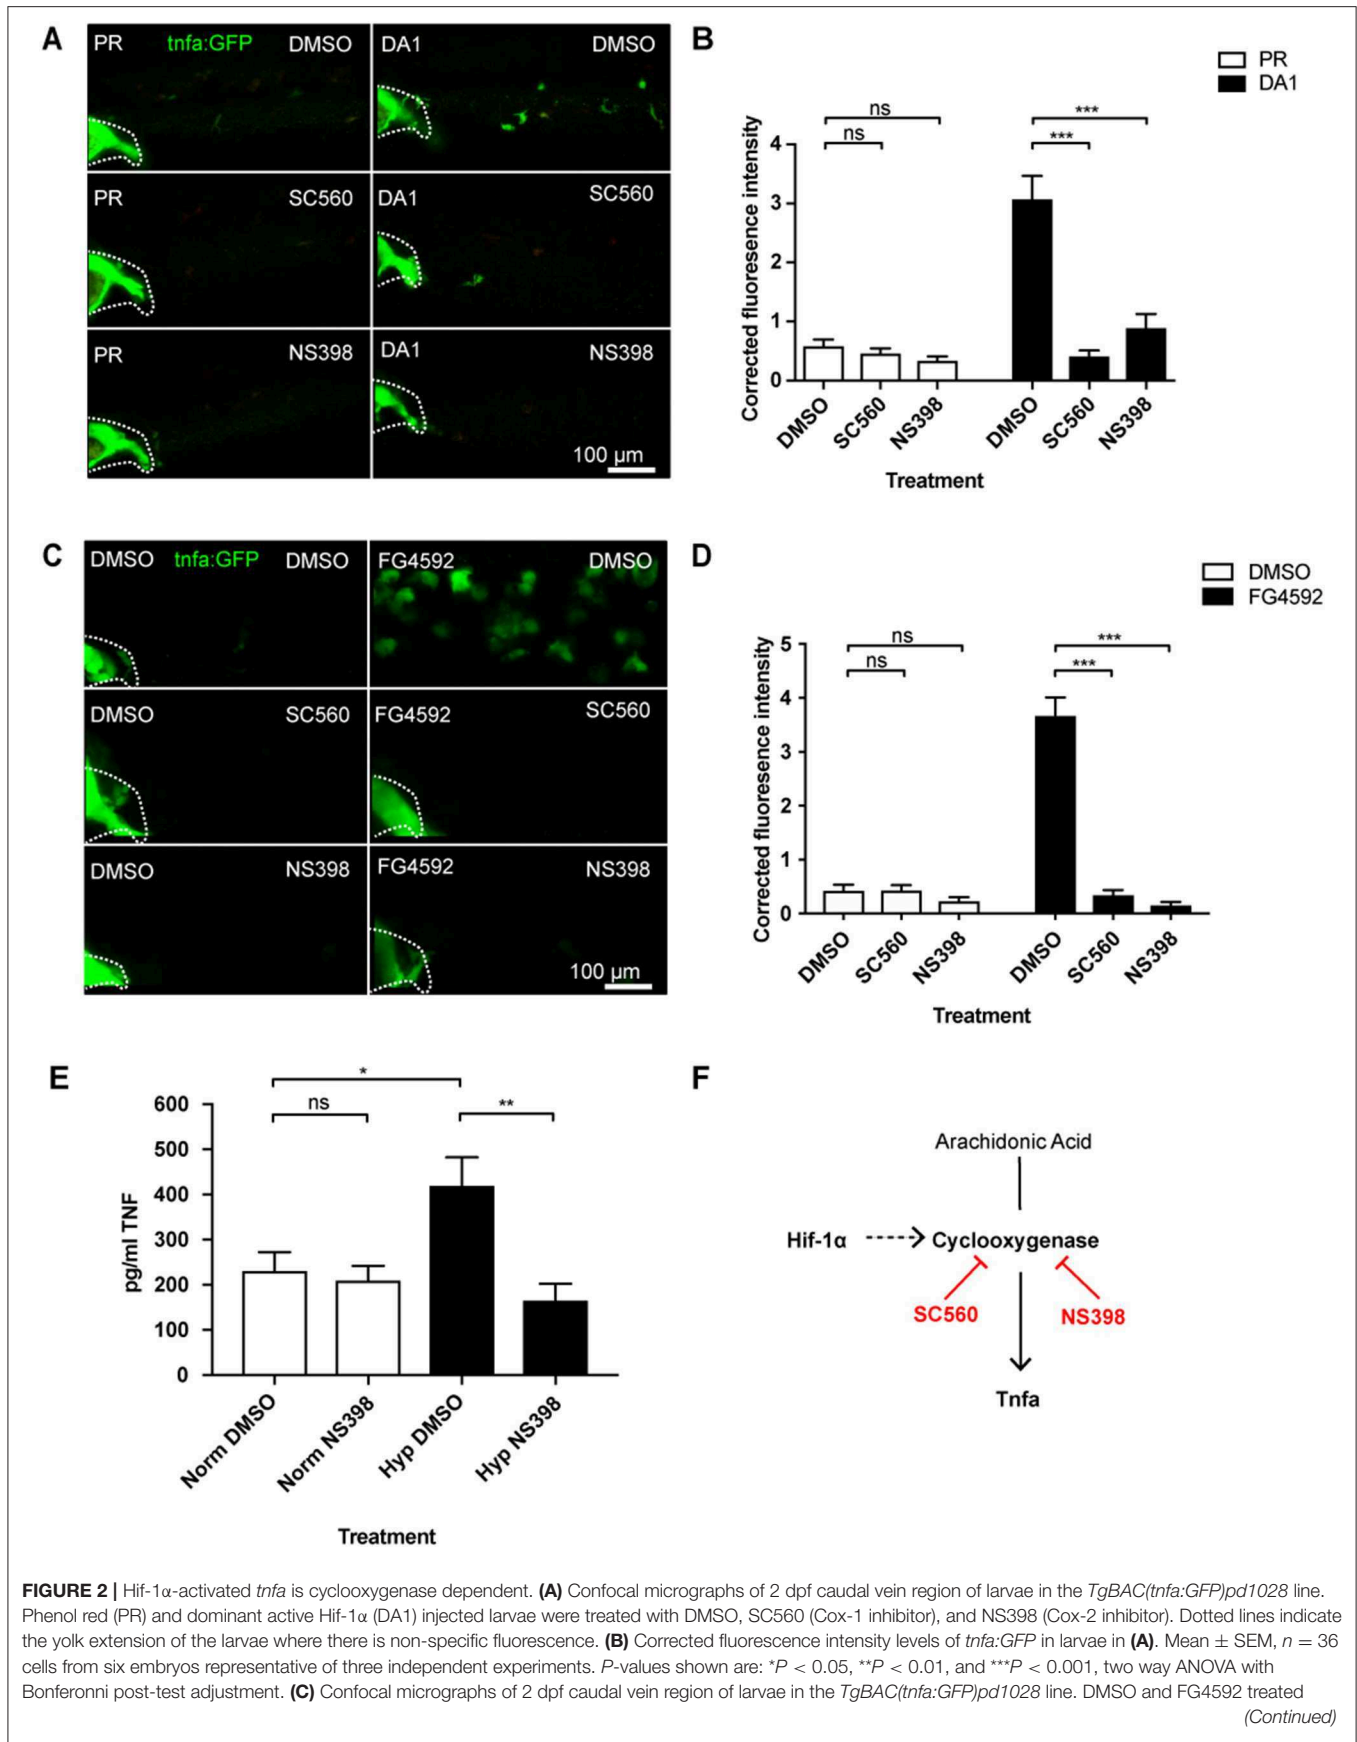 A
PR tnfa:GFP DMSO
DA1 DMSO
PR SC560
DA1 SC560
PR NS398
DA1 NS398
100 µm
B
PR
DA1
Corrected fluoresence intensity
4
3
2
1
0
ns
ns
***
***
DMSO
SC560
NS398
DMSO
SC560
NS398
Treatment
C
DMSO tnfa:GFP DMSO
FG4592 DMSO
DMSO SC560
FG4592 SC560
DMSO NS398
FG4592 NS398
100 µm
D
DMSO
FG4592
Corrected fluoresence intensity
5
4
3
2
1
0
ns
ns
***
***
DMSO
SC560
NS398
DMSO
SC560
NS398
Treatment
E
pg/ml TNF
600
500
400
300
200
100
0
*
ns
**
Norm DMSO
Norm NS398
Hyp DMSO
Hyp NS398
Treatment
F
Arachidonic Acid
Hif-1α Cyclooxygenase
SC560 NS398
Tnfa
FIGURE 2 | Hif-1α-activated tnfa is cyclooxygenase dependent. (A) Confocal micrographs of 2 dpf caudal vein region of larvae in the TgBAC(tnfa:GFP)pd1028 line.
Phenol red (PR) and dominant active Hif-1α (DA1) injected larvae were treated with DMSO, SC560 (Cox-1 inhibitor), and NS398 (Cox-2 inhibitor). Dotted lines indicate
the yolk extension of the larvae where there is non-specific fluorescence. (B) Corrected fluorescence intensity levels of tnfa:GFP in larvae in (A). Mean ± SEM, n = 36
cells from six embryos representative of three independent experiments. P-values shown are: *P < 0.05, **P < 0.01, and ***P < 0.001, two way ANOVA with
Bonferonni post-test adjustment. (C) Confocal micrographs of 2 dpf caudal vein region of larvae in the TgBAC(tnfa:GFP)pd1028 line. DMSO and FG4592 treated
(Continued)